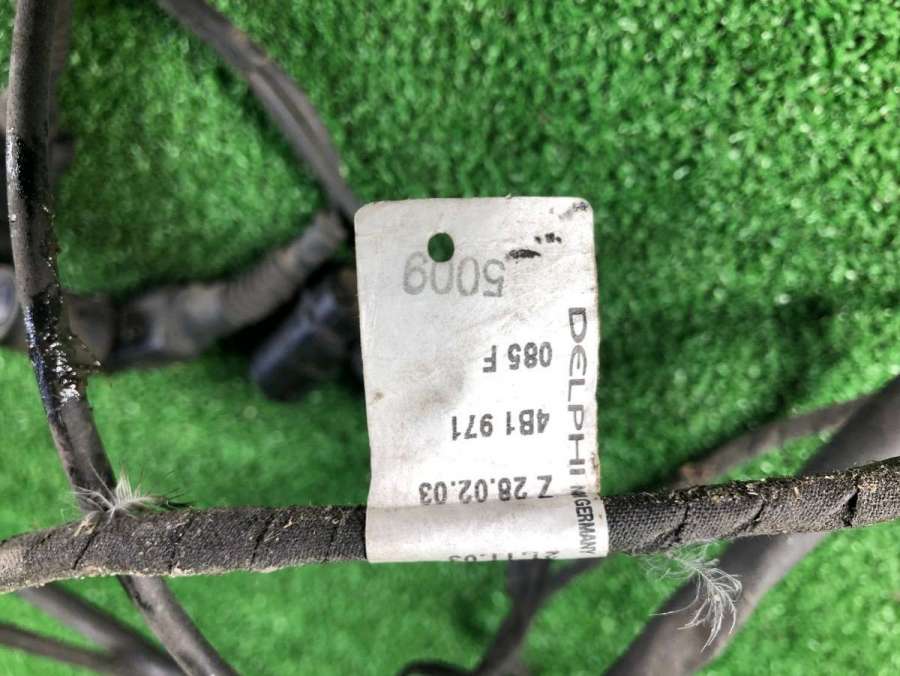 Z 28.02.03
4B1 971
085 F
5009
DELPHI
GERMANY